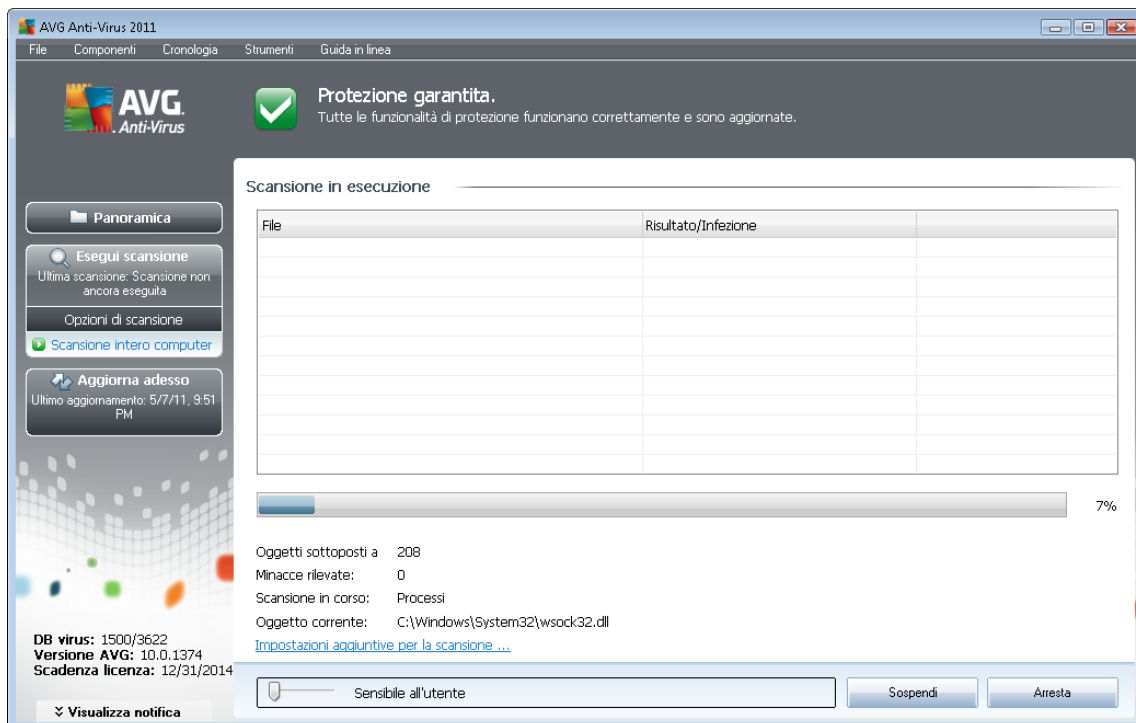 AVG Anti-Virus 2011
File Componenti Cronologia Strumenti Guida in linea
AVG.
Anti-Virus
Protezione garantita.
Tutte le funzionalità di protezione funzionano correttamente e sono aggiornate.
Panoramica
Esegui scansione
Ultima scansione: Scansione non
ancora eseguita
Opzioni di scansione
Scansione intero computer
Aggiorna adesso
Ultimo aggiornamento: 5/7/11, 9:51
PM
DB virus: 1500/3622
Versione AVG: 10.0.1374
Scadenza licenza: 12/31/2014
Visualizza notifica
Scansione in esecuzione
File Risultato/Infezione
7%
Oggetti sottoposti a 208
Minacce rilevate: 0
Scansione in corso: Processi
Oggetto corrente: C:\Windows\System32\wsock32.dll
Impostazioni aggiuntive per la scansione ...
Sensibile all'utente
Sospendi
Arresta